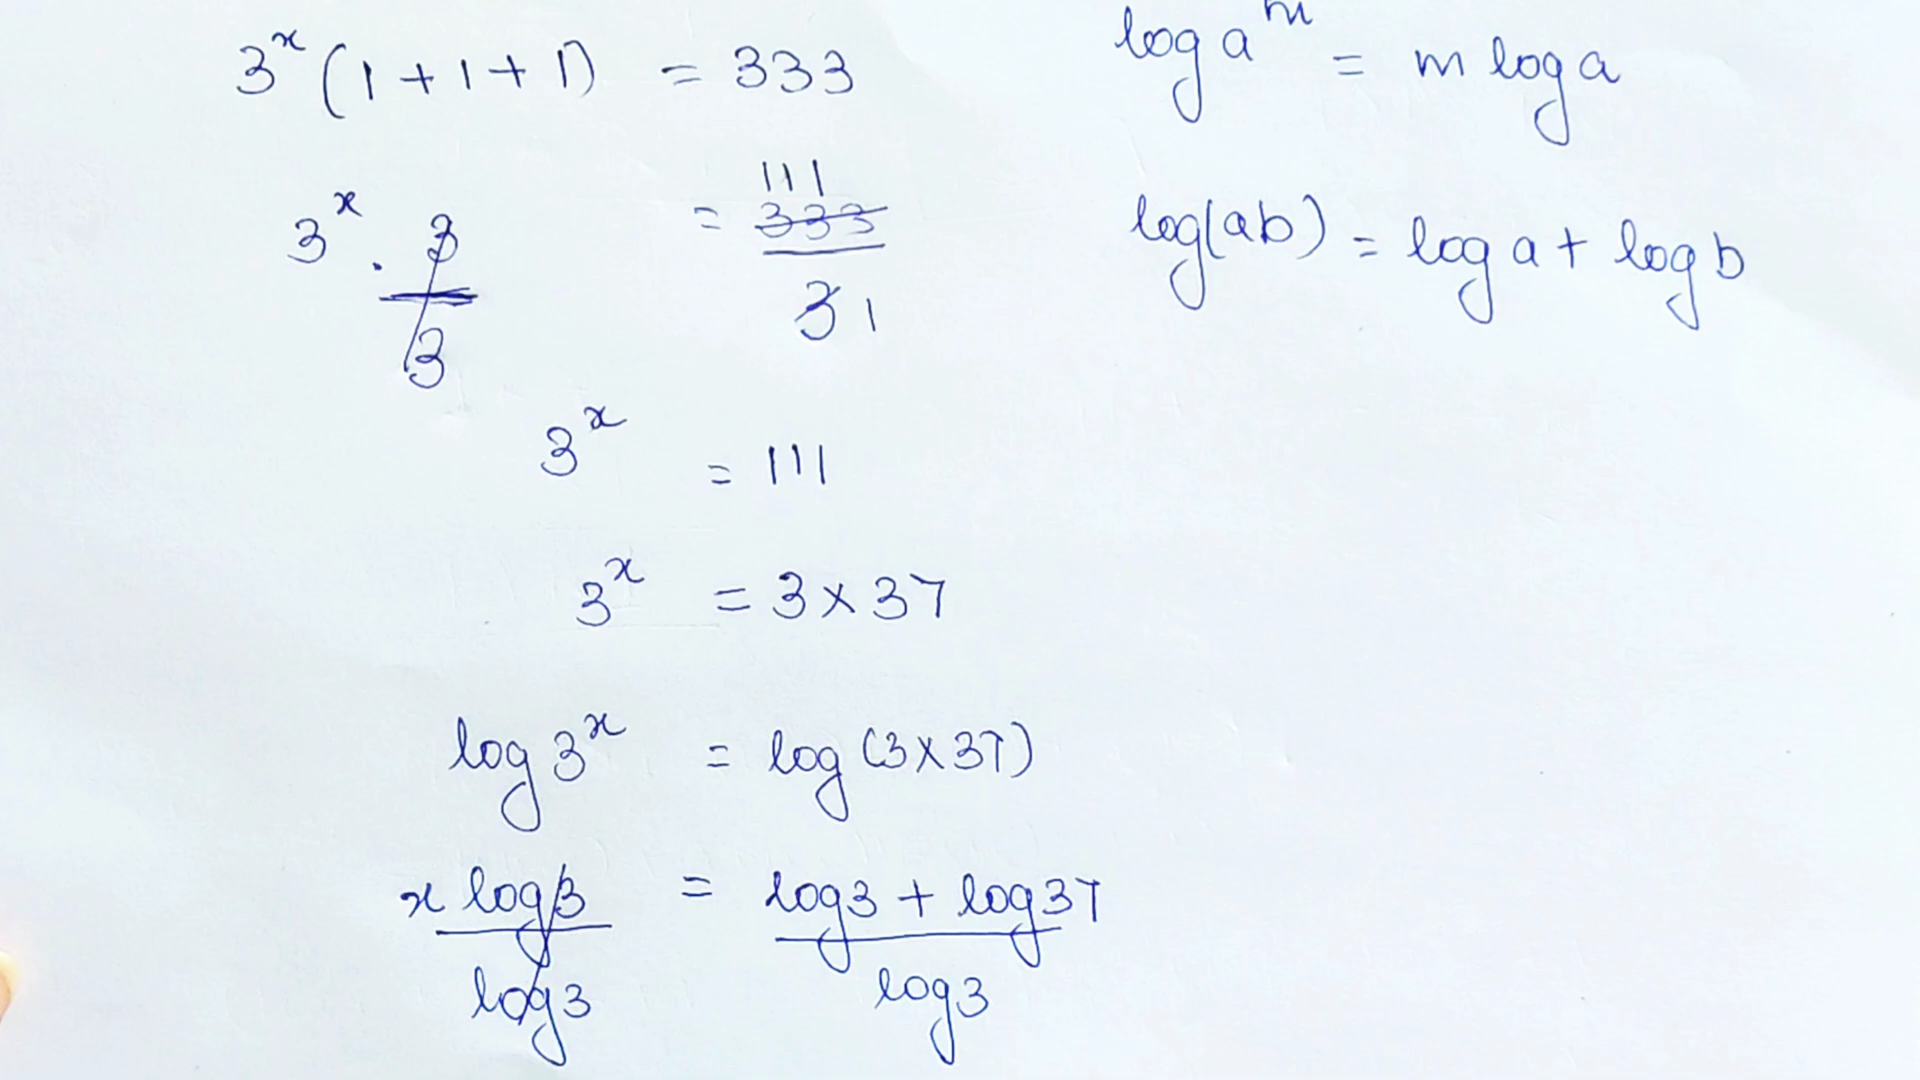 3^x (1 + 1 + 1) = 333
log a^m = m log a
3^x . 3/3 = 111 333/3 1
log(ab) = log a + log b
3^x = 111
3^x = 3 × 37
log 3^x = log (3×37)
x log 3 / log 3 = log 3 + log 37 / log 3